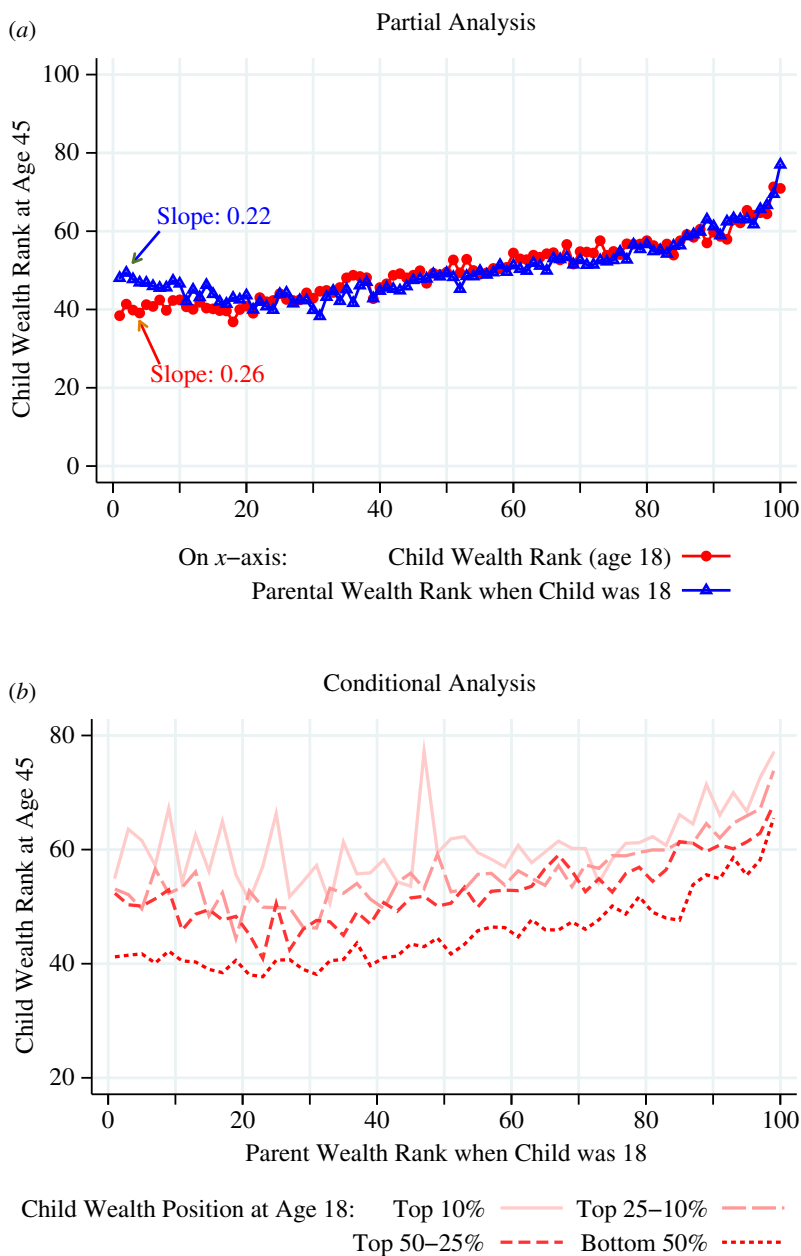 (a)
Partial Analysis
Child Wealth Rank at Age 45
100
80
60
40
20
0
Slope: 0.22
Slope: 0.26
0 20 40 60 80 100
On x−axis: Child Wealth Rank (age 18)
Parental Wealth Rank when Child was 18
(b)
Conditional Analysis
Child Wealth Rank at Age 45
80
60
40
20
0 20 40 60 80 100
Parent Wealth Rank when Child was 18
Child Wealth Position at Age 18: Top 10% Top 25−10%
Top 50−25% Bottom 50%